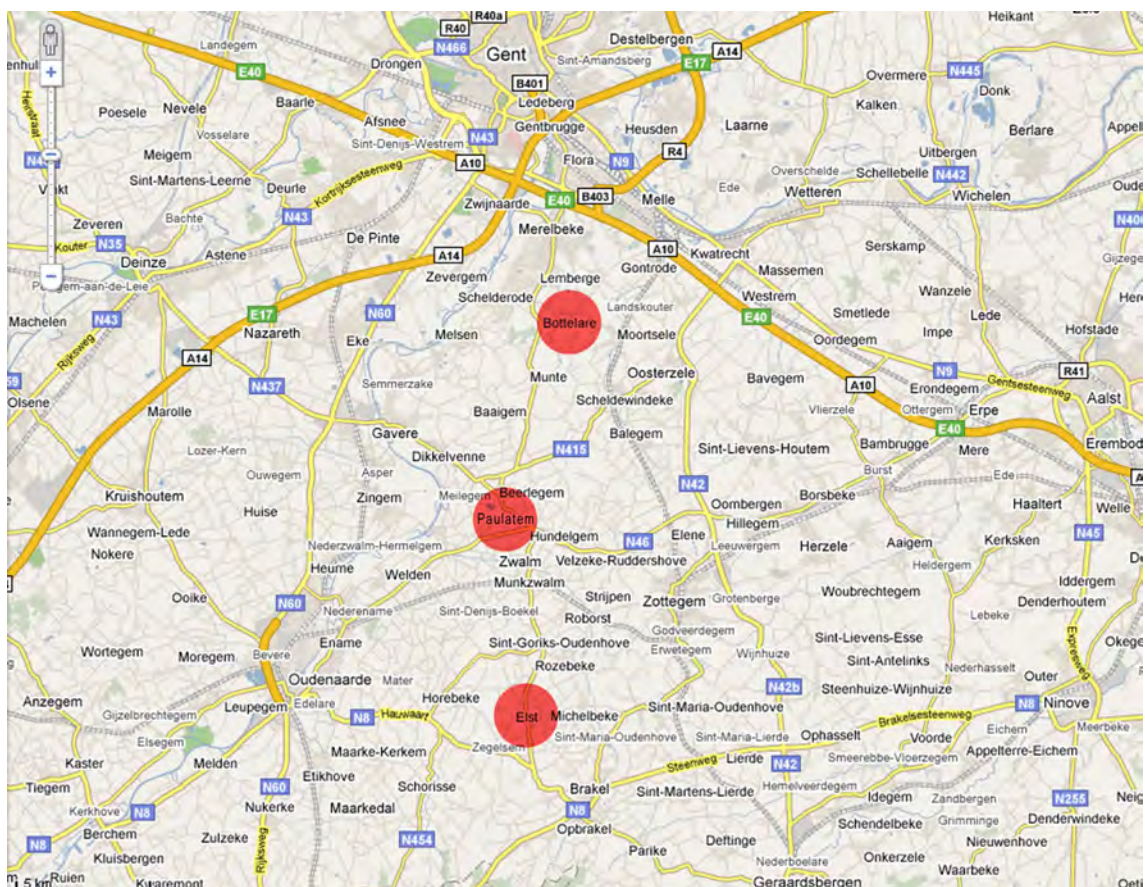 R40a
R40
N466
Landegem
Drongen
Gent
Destelbergen
A14
Heikant
E40
Sint-Amandsberg
E17
Overmere
N445
Donk
B401
Nevele
Baarle
Ledeberg
Poesele
Afsnee
Gentbrugge
Heusden
Laarne
Kalken
Berlare
Vosselare
Sint-Denijs-Westrem
N43
Flora
R4
Meigem
A10
N9
Uitbergen
Sint-Martens-Leerne
Deurle
Kortrijksesteenweg
Ede
Overschelde
Schellebelle
N442
Zwijnaarde
E40
B403
Melle
Wetteren
Wichelen
Bachte
N43
Zeveren
Merelbeke
Kouter
N35
Astene
De Pinte
A14
A10
Kwatrecht
Serskamp
Deinze
Zevergem
Lemberge
Gontrode
Massemen
Schelderode
Landskouter
Westrem
Wanzele
Machelen
N43
E17
N60
Bottelare
E40
Smetlede
Lede
Nazareth
Eke
Melsen
Moortsele
Impe
Hofstade
Rijksweg
A14
Oordegem
Semmerzake
Munte
Oosterzele
Bavegem
A10
N9
R41
Olsene
N437
Erondegem
Gentsesteenweg
Marolle
Baaigem
Scheldewindeke
Vlierzele
Ottergem
Erpe
Aalst
Gavere
Balegem
E40
Lozer-Kern
Dikkelvenne
N415
Sint-Lievens-Houtem
Bambrugge
Mere
Ouwegem
Asper
N42
Burst
Ede
Kruishoutem
Zingem
Meilegem
Beerlegem
Borsbeke
Haaltert
Welle
Huise
Paulatem
Oombergen
Hillegem
Wannegem-Lede
Hundelgem
N46
Elene
N45
Nokere
Nederzwalm-Hermelgem
Leeuwergem
Herzele
Aaigem
Kerksken
Heurne
Welden
Zwalm
Velzeke-Ruddershove
Heldergem
Munkzwalm
Iddergem
Ooike
N60
Nederename
Sint-Denijs-Boekel
Strijpen
Zottegem
Grotenberge
Woubrechtegem
Denderhoutem
Roborst
Lebeke
Ename
Sint-Goriks-Oudenhove
Godveerdegem
Sint-Lievens-Esse
Expresweg
Wortegem
Moregem
Bevere
Erwetegem
Wijnhuize
Sint-Antelinks
Rozebeke
Nederhasselt
Oudenaarde
Mater
N42b
Steenhuize-Wijnhuize
Outer
Anzegem
Horebeke
Sint-Maria-Oudenhove
N8
Ninove
Leupegem
Edelare
Gijzelbrechtegem
N8
Hauwaart
Elst
Michelbeke
Brakelsesteenweg
Eichem
Meerbeke
Elsegem
Sint-Maria-Oudenhove
Sint-Maria-Lierde
Ophasselt
Voorde
Maarke-Kerkem
Zegelsem
Lierde
Smeerebbe-Vloerzegem
Appelterre-Eichem
Kaster
Melden
Steenweg
N42
Tiegem
Etikhove
Schorisse
Brakel
Hemelveerdegem
N60
Sint-Martens-Lierde
Idegem
Zandbergen
N255
Kerkhove
N8
Nukerke
Maarkedal
N8
Grimminge
Denderwindeke
Berchem
Zulzeke
Rijksweg
N454
Opbrakel
Schendelbeke
Nieuwenhove
N8
Deftinge
Kluisbergen
Parike
Nederboelare
Onkerzele
Ruien
Kwaremont
Geraardsbergen
Waarbeke
5 km